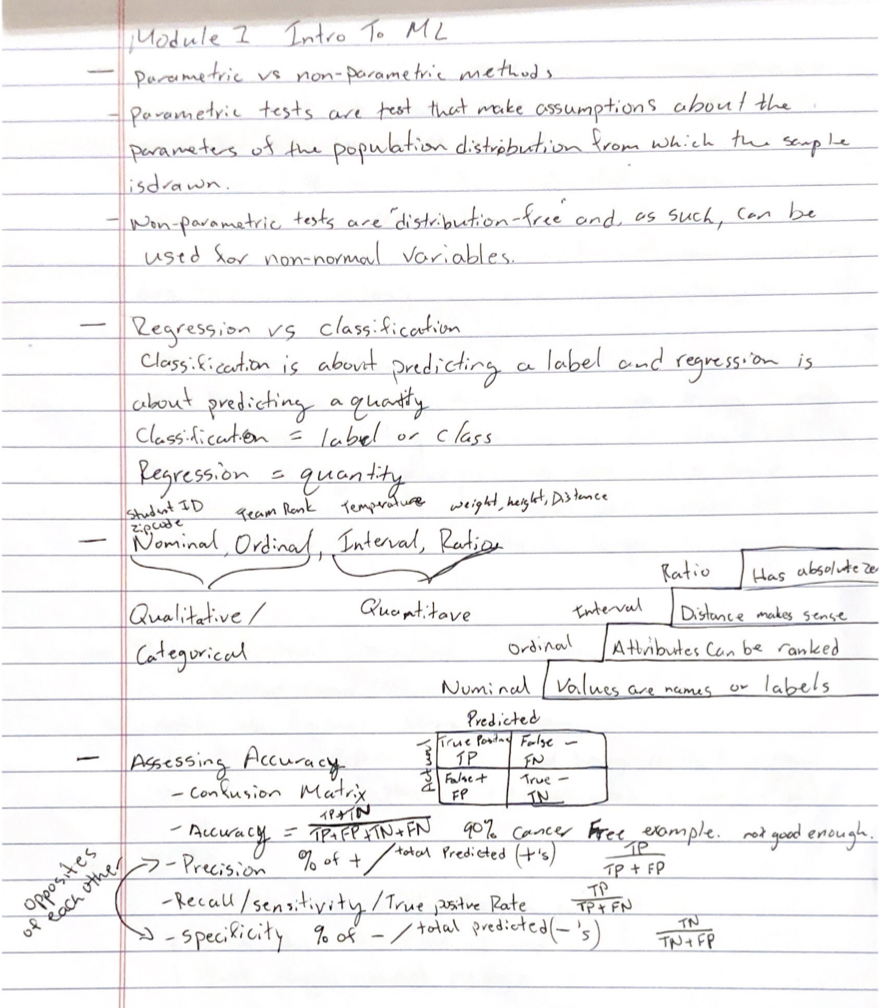 Module 1 Intro To ML
— Parametric vs non-parametric methods
- Parametric tests are test that make assumptions about the
parameters of the population distribution from which the sample
isdrawn.
- Non-parametric tests are "distribution-free" and, as such, can be
used for non-normal variables.
— Regression vs classification
Classification is about predicting a label and regression is
about predicting a quantity
Classification = label or class
Regression = quantity
Student ID Team Rank Temperature weight, height, Distance
zipcode
— Nominal, Ordinal, Interval, Ratio
Ratio Has absolute ze
Qualitative/ Quantitave Interval Distance makes sense
Categorical Ordinal Attributes Can be ranked
Nominal Values are names or labels
Predicted
— Assessing Accuracy Actual True Positive False —
TP FN
- Confusion Matrix False + True —
FP TN
- Accuracy = TP+TN / TP+FP+TN+FN 90% Cancer Free example. not good enough.
- Precision % of + / total Predicted (+'s) TP / TP + FP
opposites of each other
- Recall/sensitivity/True positve Rate TP / TP + FN
- specificity % of - / total predicted (-'s) TN / TN + FP